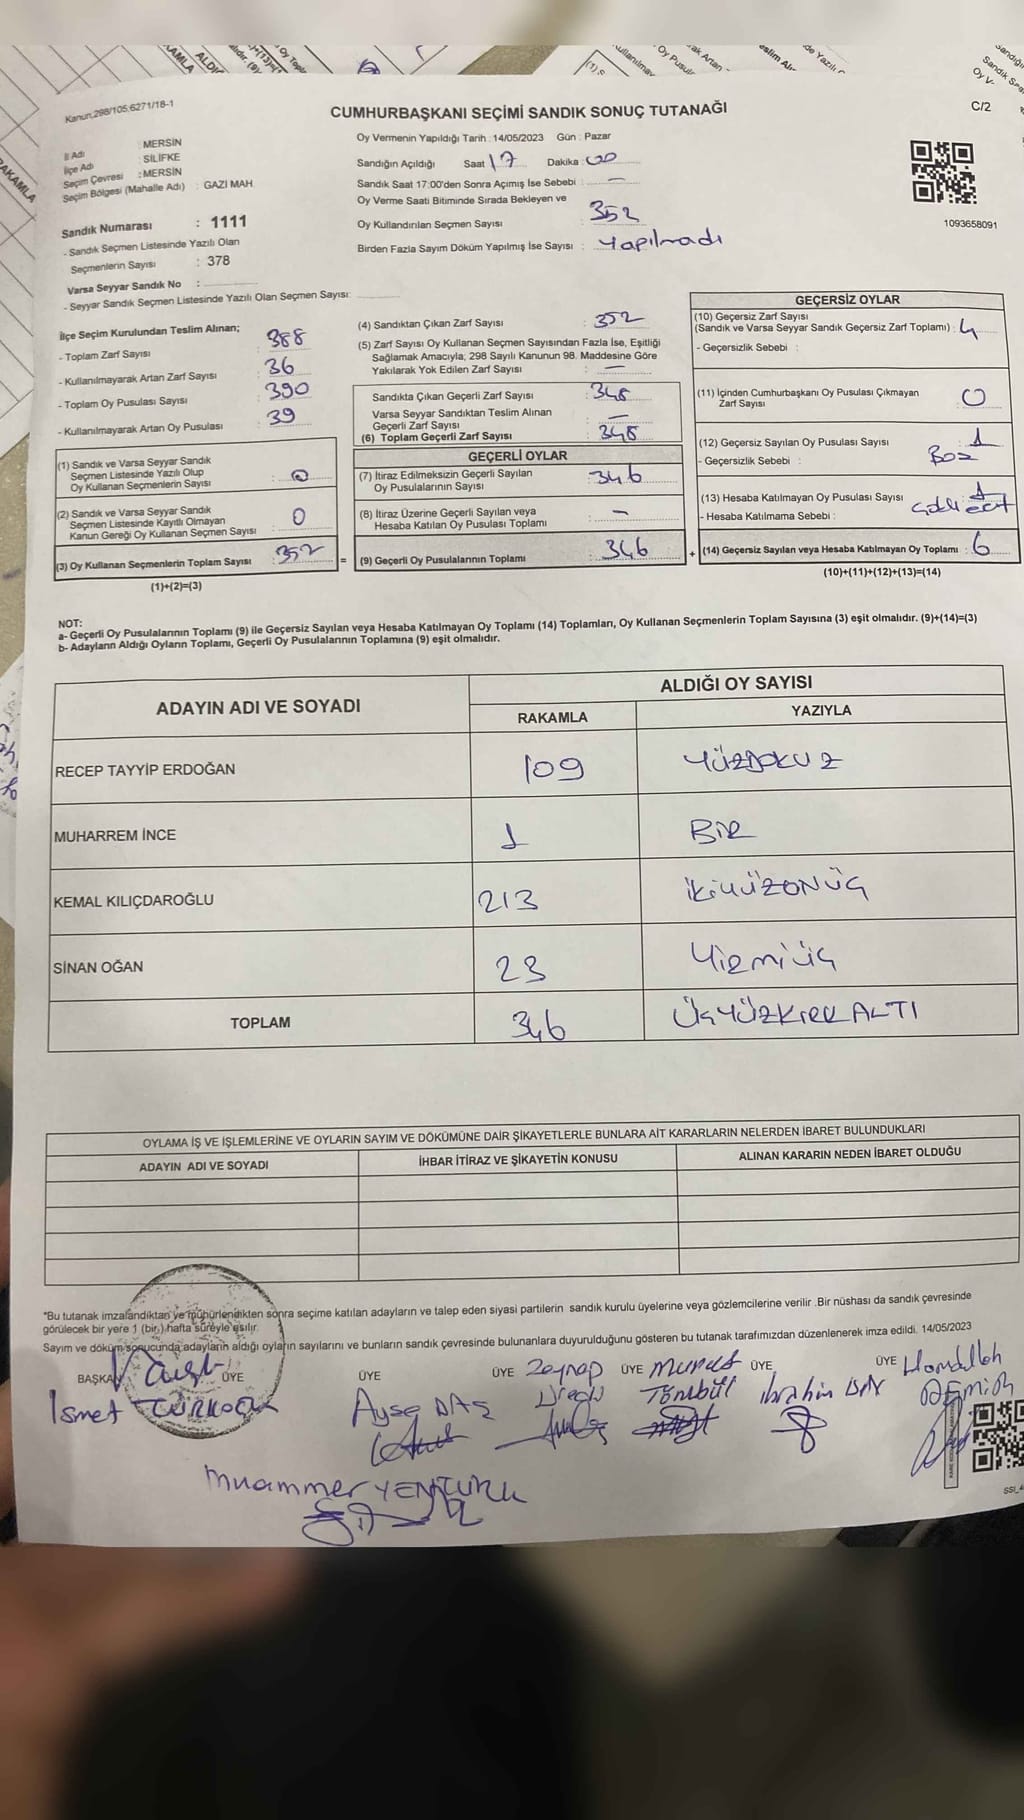 Kanun,298/105,6271/18-1
CUMHURBAŞKANI SEÇİMİ SANDIK SONUÇ TUTANAĞI
C/2
İl Adı : MERSİN
İlçe Adı : SİLİFKE
Seçim Çevresi : MERSİN
Seçim Bölgesi (Mahalle Adı) : GAZİ MAH.
Sandık Numarası : 1111
- Sandık Seçmen Listesinde Yazılı Olan
Seçmenlerin Sayısı : 378
Varsa Seyyar Sandık No :
- Seyyar Sandık Seçmen Listesinde Yazılı Olan Seçmen Sayısı:
Oy Vermenin Yapıldığı Tarih : 14/05/2023 Gün : Pazar
Sandığın Açıldığı Saat 17 Dakika : 00
Sandık Saat 17:00'den Sonra Açımış İse Sebebi : —
Oy Verme Saati Bitiminde Sırada Bekleyen ve
Oy Kullandırılan Seçmen Sayısı : 352
Birden Fazla Sayım Döküm Yapılmış İse Sayısı : Yapılmadı
1093658091
İlçe Seçim Kurulundan Teslim Alınan;
- Toplam Zarf Sayısı : 388
- Kullanılmayarak Artan Zarf Sayısı : 36
- Toplam Oy Pusulası Sayısı : 390
- Kullanılmayarak Artan Oy Pusulası : 39
(1) Sandık ve Varsa Seyyar Sandık
Seçmen Listesinde Yazılı Olup
Oy Kullanan Seçmenlerin Sayısı : 0
(2) Sandık ve Varsa Seyyar Sandık
Seçmen Listesinde Kayıtlı Olmayan
Kanun Gereği Oy Kullanan Seçmen Sayısı : 0
(3) Oy Kullanan Seçmenlerin Toplam Sayısı : 352
(1)+(2)=(3)
(4) Sandıktan Çıkan Zarf Sayısı : 352
(5) Zarf Sayısı Oy Kullanan Seçmen Sayısından Fazla İse, Eşitliği
Sağlamak Amacıyla; 298 Sayılı Kanunun 98. Maddesine Göre
Yakılarak Yok Edilen Zarf Sayısı : —
Sandıkta Çıkan Geçerli Zarf Sayısı : 348
Varsa Seyyar Sandıktan Teslim Alınan
Geçerli Zarf Sayısı : —
(6) Toplam Geçerli Zarf Sayısı : 348
GEÇERLİ OYLAR
(7) İtiraz Edilmeksizin Geçerli Sayılan
Oy Pusulalarının Sayısı : 346
(8) İtiraz Üzerine Geçerli Sayılan veya
Hesaba Katılan Oy Pusulası Toplamı : —
= (9) Geçerli Oy Pusulalarının Toplamı : 346
GEÇERSİZ OYLAR
(10) Geçersiz Zarf Sayısı
(Sandık ve Varsa Seyyar Sandık Geçersiz Zarf Toplamı) : 4
- Geçersizlik Sebebi :
(11) İçinden Cumhurbaşkanı Oy Pusulası Çıkmayan
Zarf Sayısı : 0
(12) Geçersiz Sayılan Oy Pusulası Sayısı : 1
- Geçersizlik Sebebi : Boş
(13) Hesaba Katılmayan Oy Pusulası Sayısı : 1
- Hesaba Katılmama Sebebi :
+ (14) Geçersiz Sayılan veya Hesaba Katılmayan Oy Toplamı : 6
(10)+(11)+(12)+(13)=(14)
NOT:
a- Geçerli Oy Pusulalarının Toplamı (9) ile Geçersiz Sayılan veya Hesaba Katılmayan Oy Toplamı (14) Toplamları, Oy Kullanan Seçmenlerin Toplam Sayısına (3) eşit olmalıdır. (9)+(14)=(3)
b- Adayların Aldığı Oyların Toplamı, Geçerli Oy Pusulalarının Toplamına (9) eşit olmalıdır.
ADAYIN ADI VE SOYADI ALDIĞI OY SAYISI
RAKAMLA YAZIYLA
RECEP TAYYİP ERDOĞAN 109 YÜZDOKUZ
MUHARREM İNCE 1 BİR
KEMAL KILIÇDAROĞLU 213 İKİYÜZONÜÇ
SİNAN OĞAN 23 YİRMİÜÇ
TOPLAM 346 ÜÇYÜZKIRKALTI
OYLAMA İŞ VE İŞLEMLERİNE VE OYLARIN SAYIM VE DÖKÜMÜNE DAİR ŞİKAYETLERLE BUNLARA AİT KARARLARIN NELERDEN İBARET BULUNDUKLARI
ADAYIN ADI VE SOYADI İHBAR İTİRAZ VE ŞİKAYETİN KONUSU ALINAN KARARIN NEDEN İBARET OLDUĞU
*Bu tutanak imzalandıktan ve mühürlendikten sonra seçime katılan adayların ve talep eden siyasi partilerin sandık kurulu üyelerine veya gözlemcilerine verilir .Bir nüshası da sandık çevresinde
görülecek bir yere 1 (bir ) hafta süreyle asılır.
Sayım ve döküm sonucunda adayların aldığı oyların sayılarını ve bunların sandık çevresinde bulunanlara duyurulduğunu gösteren bu tutanak tarafımızdan düzenlenerek imza edildi. 14/05/2023
BAŞKAN ÜYE ÜYE ÜYE Zeynep ÜYE Murat ÜYE ÜYE Hamdullah
İsmet TÜRKOÇAK Ayşe DAŞ İbrahim
Muammer